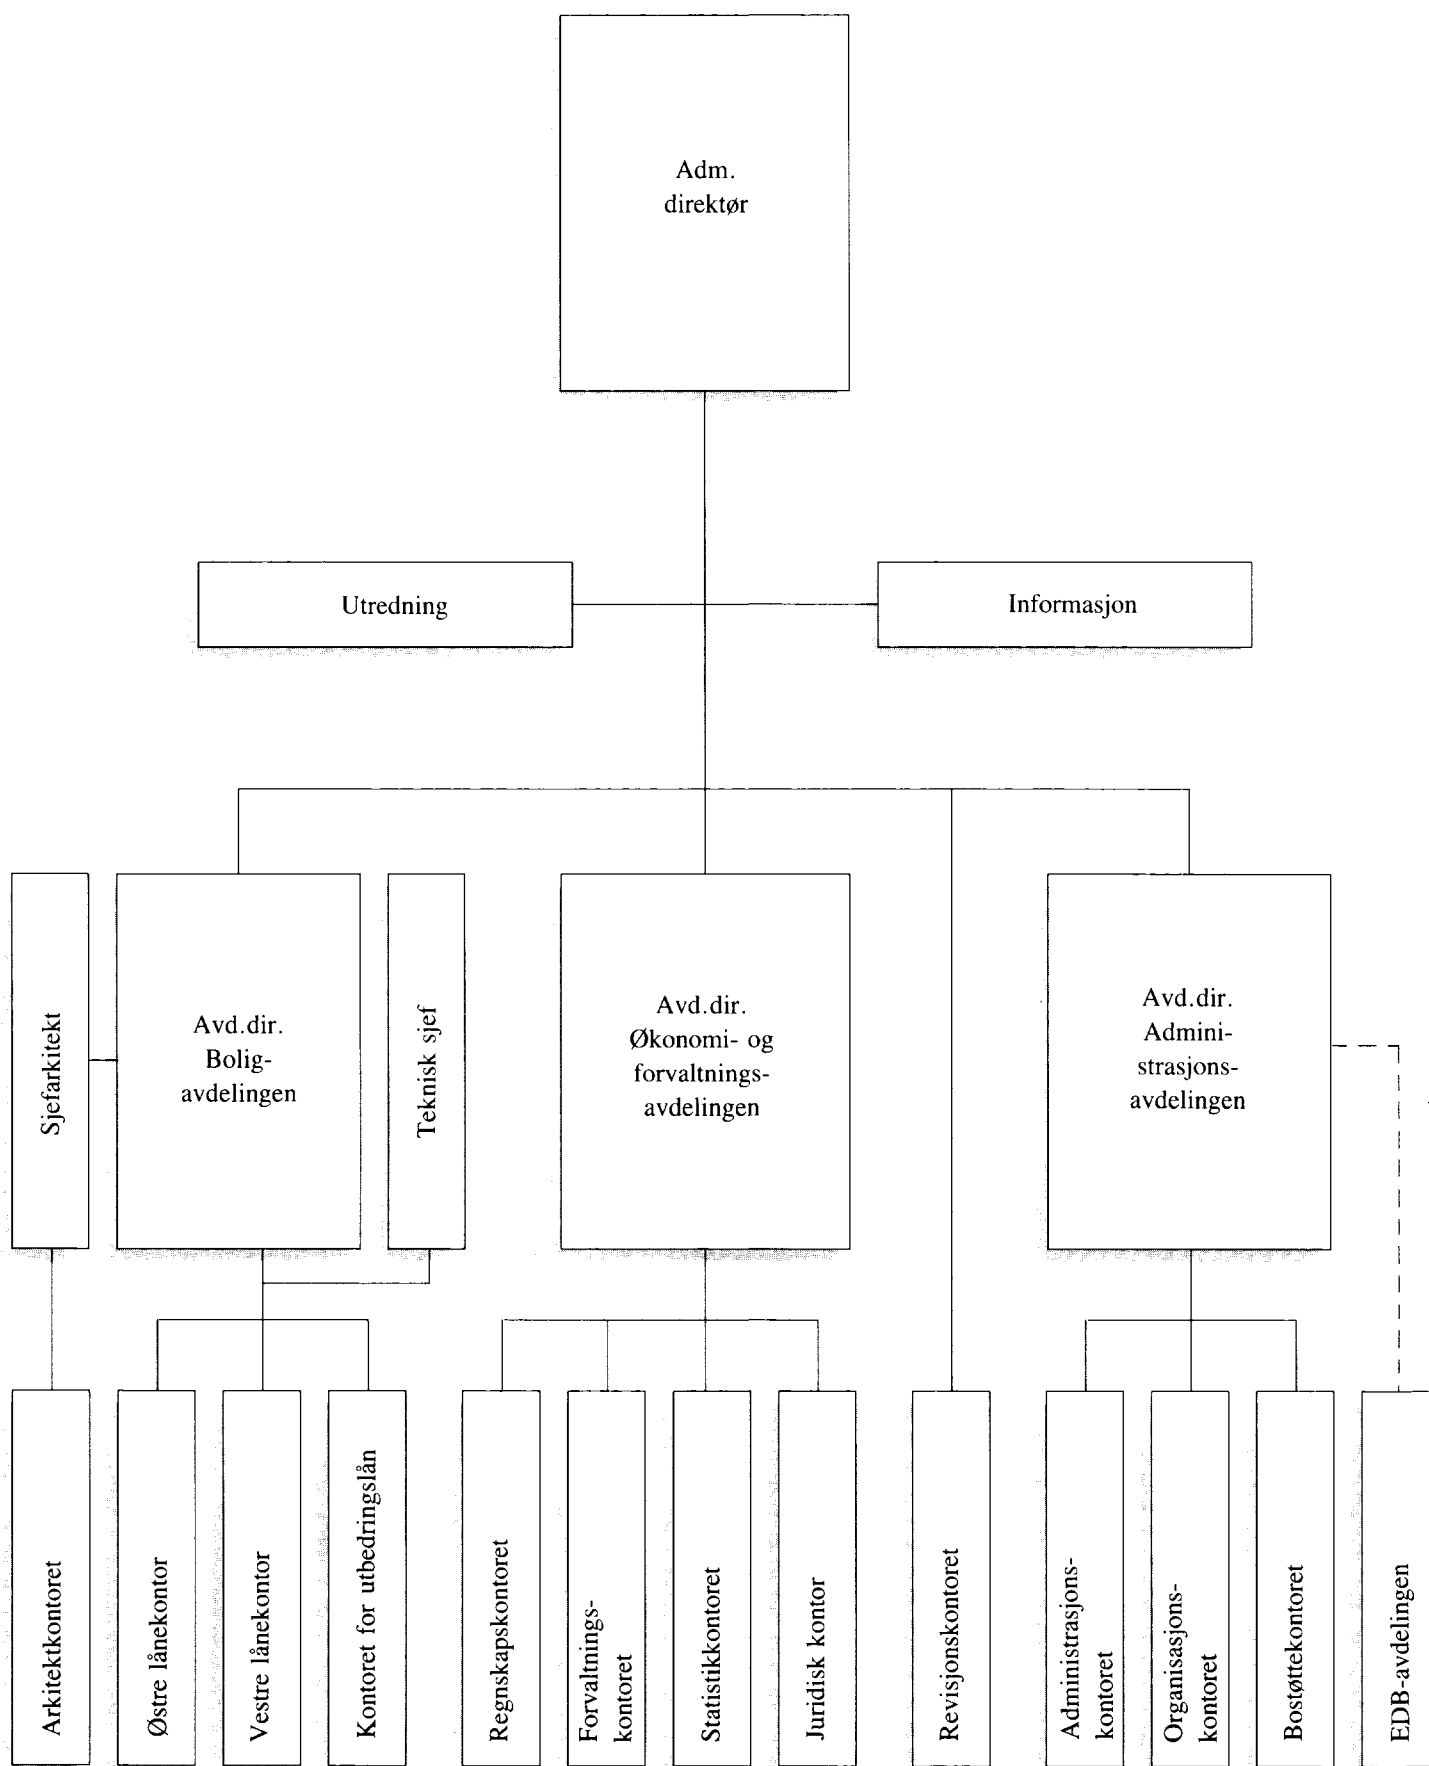 Adm.
direktør
Utredning
Informasjon
Sjefarkitekt
Avd.dir.
Bolig-
avdelingen
Teknisk sjef
Avd.dir.
Økonomi- og
forvaltnings-
avdelingen
Avd.dir.
Admini-
strasjons-
avdelingen
Arkitektkontoret
Østre lånekontor
Vestre lånekontor
Kontoret for utbedringslån
Regnskapskontoret
Forvaltnings-
kontoret
Statistikkontoret
Juridisk kontor
Revisjonskontoret
Administrasjons-
kontoret
Organisasjons-
kontoret
Bostøttekontoret
EDB-avdelingen